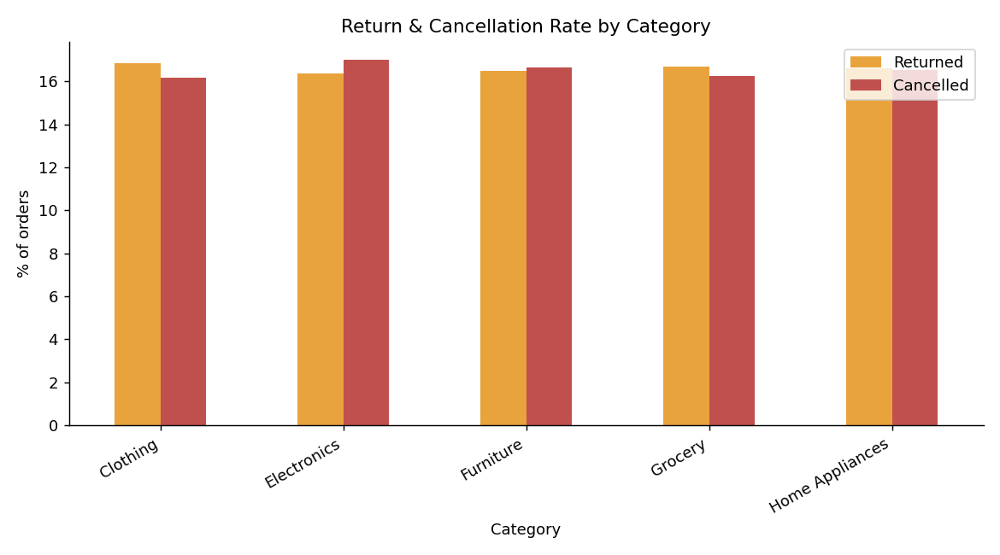 Return & Cancellation Rate by Category
Returned
Cancelled
% of orders
16
14
12
10
8
6
4
2
0
Clothing
Electronics
Furniture
Grocery
Home Appliances
Category